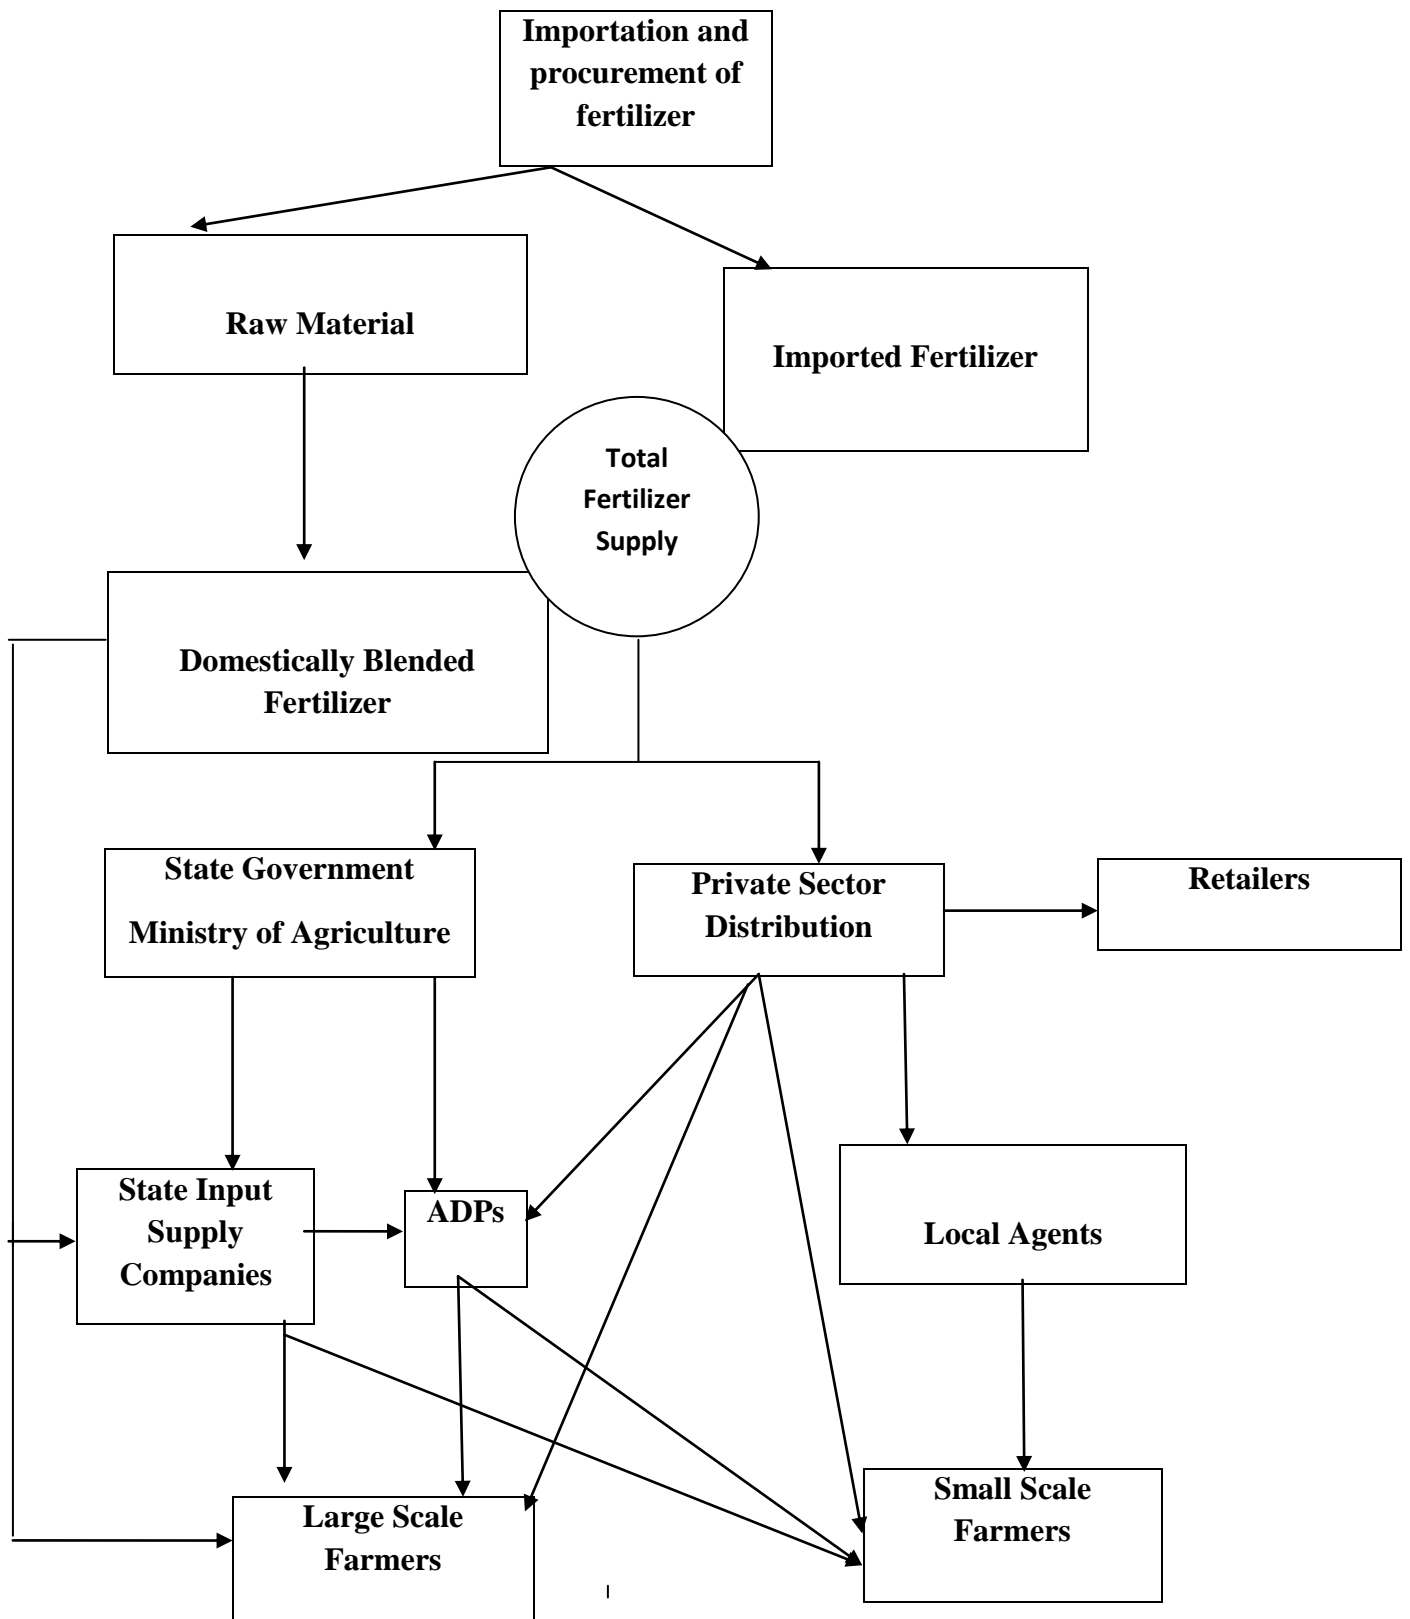 Importation and
procurement of
fertilizer
Raw Material
Imported Fertilizer
Total
Fertilizer
Supply
Domestically Blended
Fertilizer
State Government
Ministry of Agriculture
Private Sector
Distribution
Retailers
State Input
Supply
Companies
ADPs
Local Agents
Large Scale
Farmers
Small Scale
Farmers